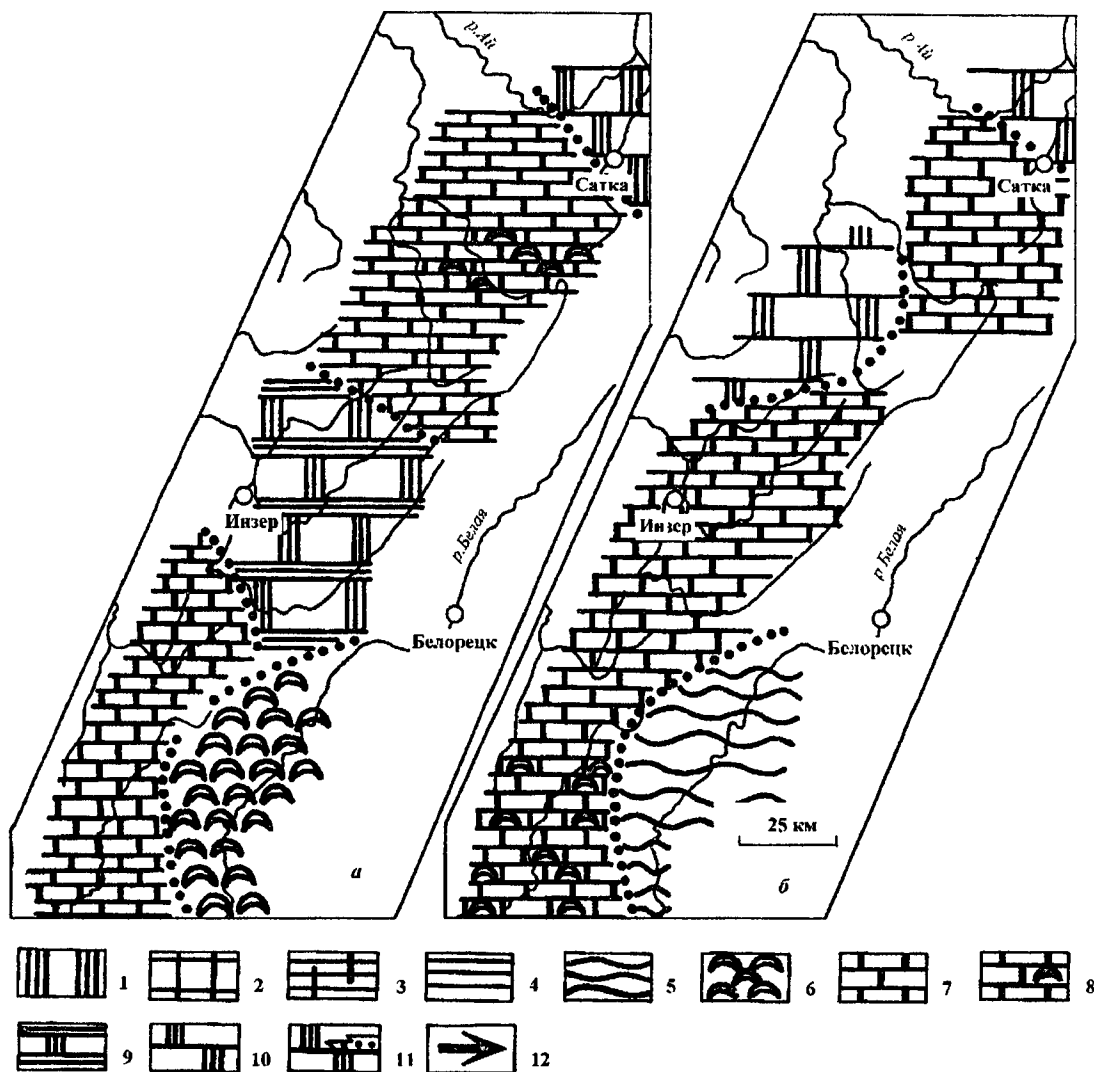 р.Ай
Сатка
Инзер
р.Белая
Белорецк
а
р.Ай
Сатка
Инзер
р.Белая
Белорецк
25 км
б
1 2 3 4 5 6 7 8
9 10 11 12